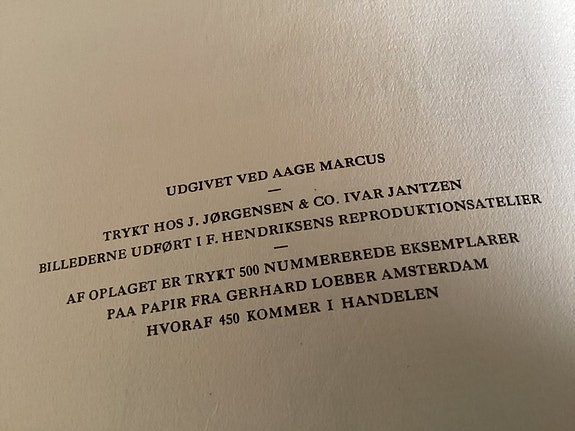 UDGIVET VED AAGE MARCUS
—
TRYKT HOS J. JØRGENSEN & CO. IVAR JANTZEN
BILLEDERNE UDFØRT I F. HENDRIKSENS REPRODUKTIONSATELIER
—
AF OPLAGET ER TRYKT 500 NUMMEREREDE EKSEMPLARER
PAA PAPIR FRA GERHARD LOEBER AMSTERDAM
HVORAF 450 KOMMER I HANDELEN